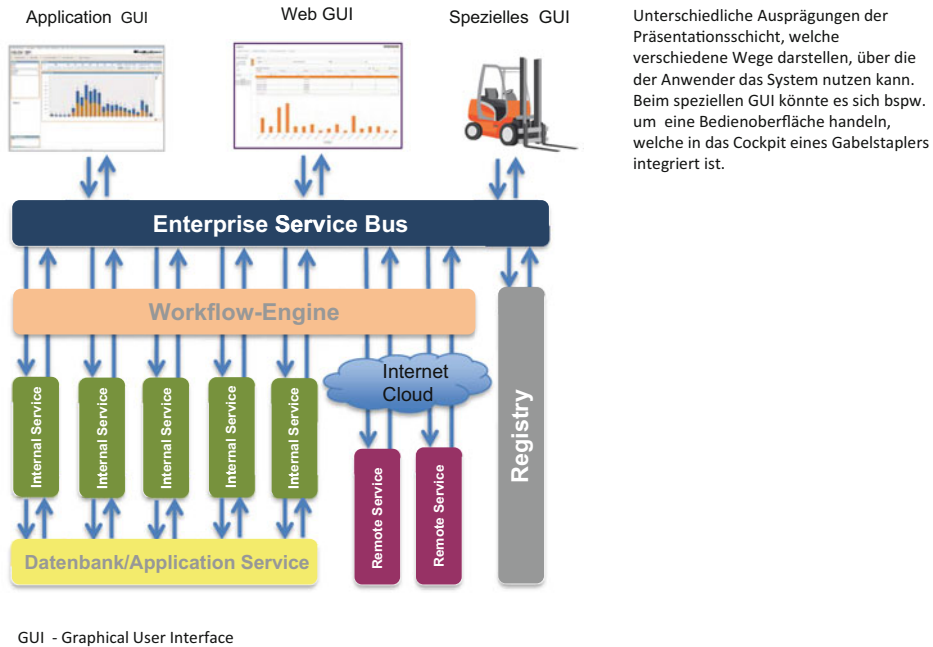 Application GUI
Web GUI
Spezielles GUI
Unterschiedliche Ausprägungen der
Präsentationsschicht, welche
verschiedene Wege darstellen, über die
der Anwender das System nutzen kann.
Beim speziellen GUI könnte es sich bspw.
um eine Bedienoberfläche handeln,
welche in das Cockpit eines Gabelstaplers
integriert ist.
Enterprise Service Bus
Workflow-Engine
Internet
Cloud
Internal Service
Internal Service
Internal Service
Internal Service
Internal Service
Remote Service
Remote Service
Registry
Datenbank/Application Service
GUI - Graphical User Interface